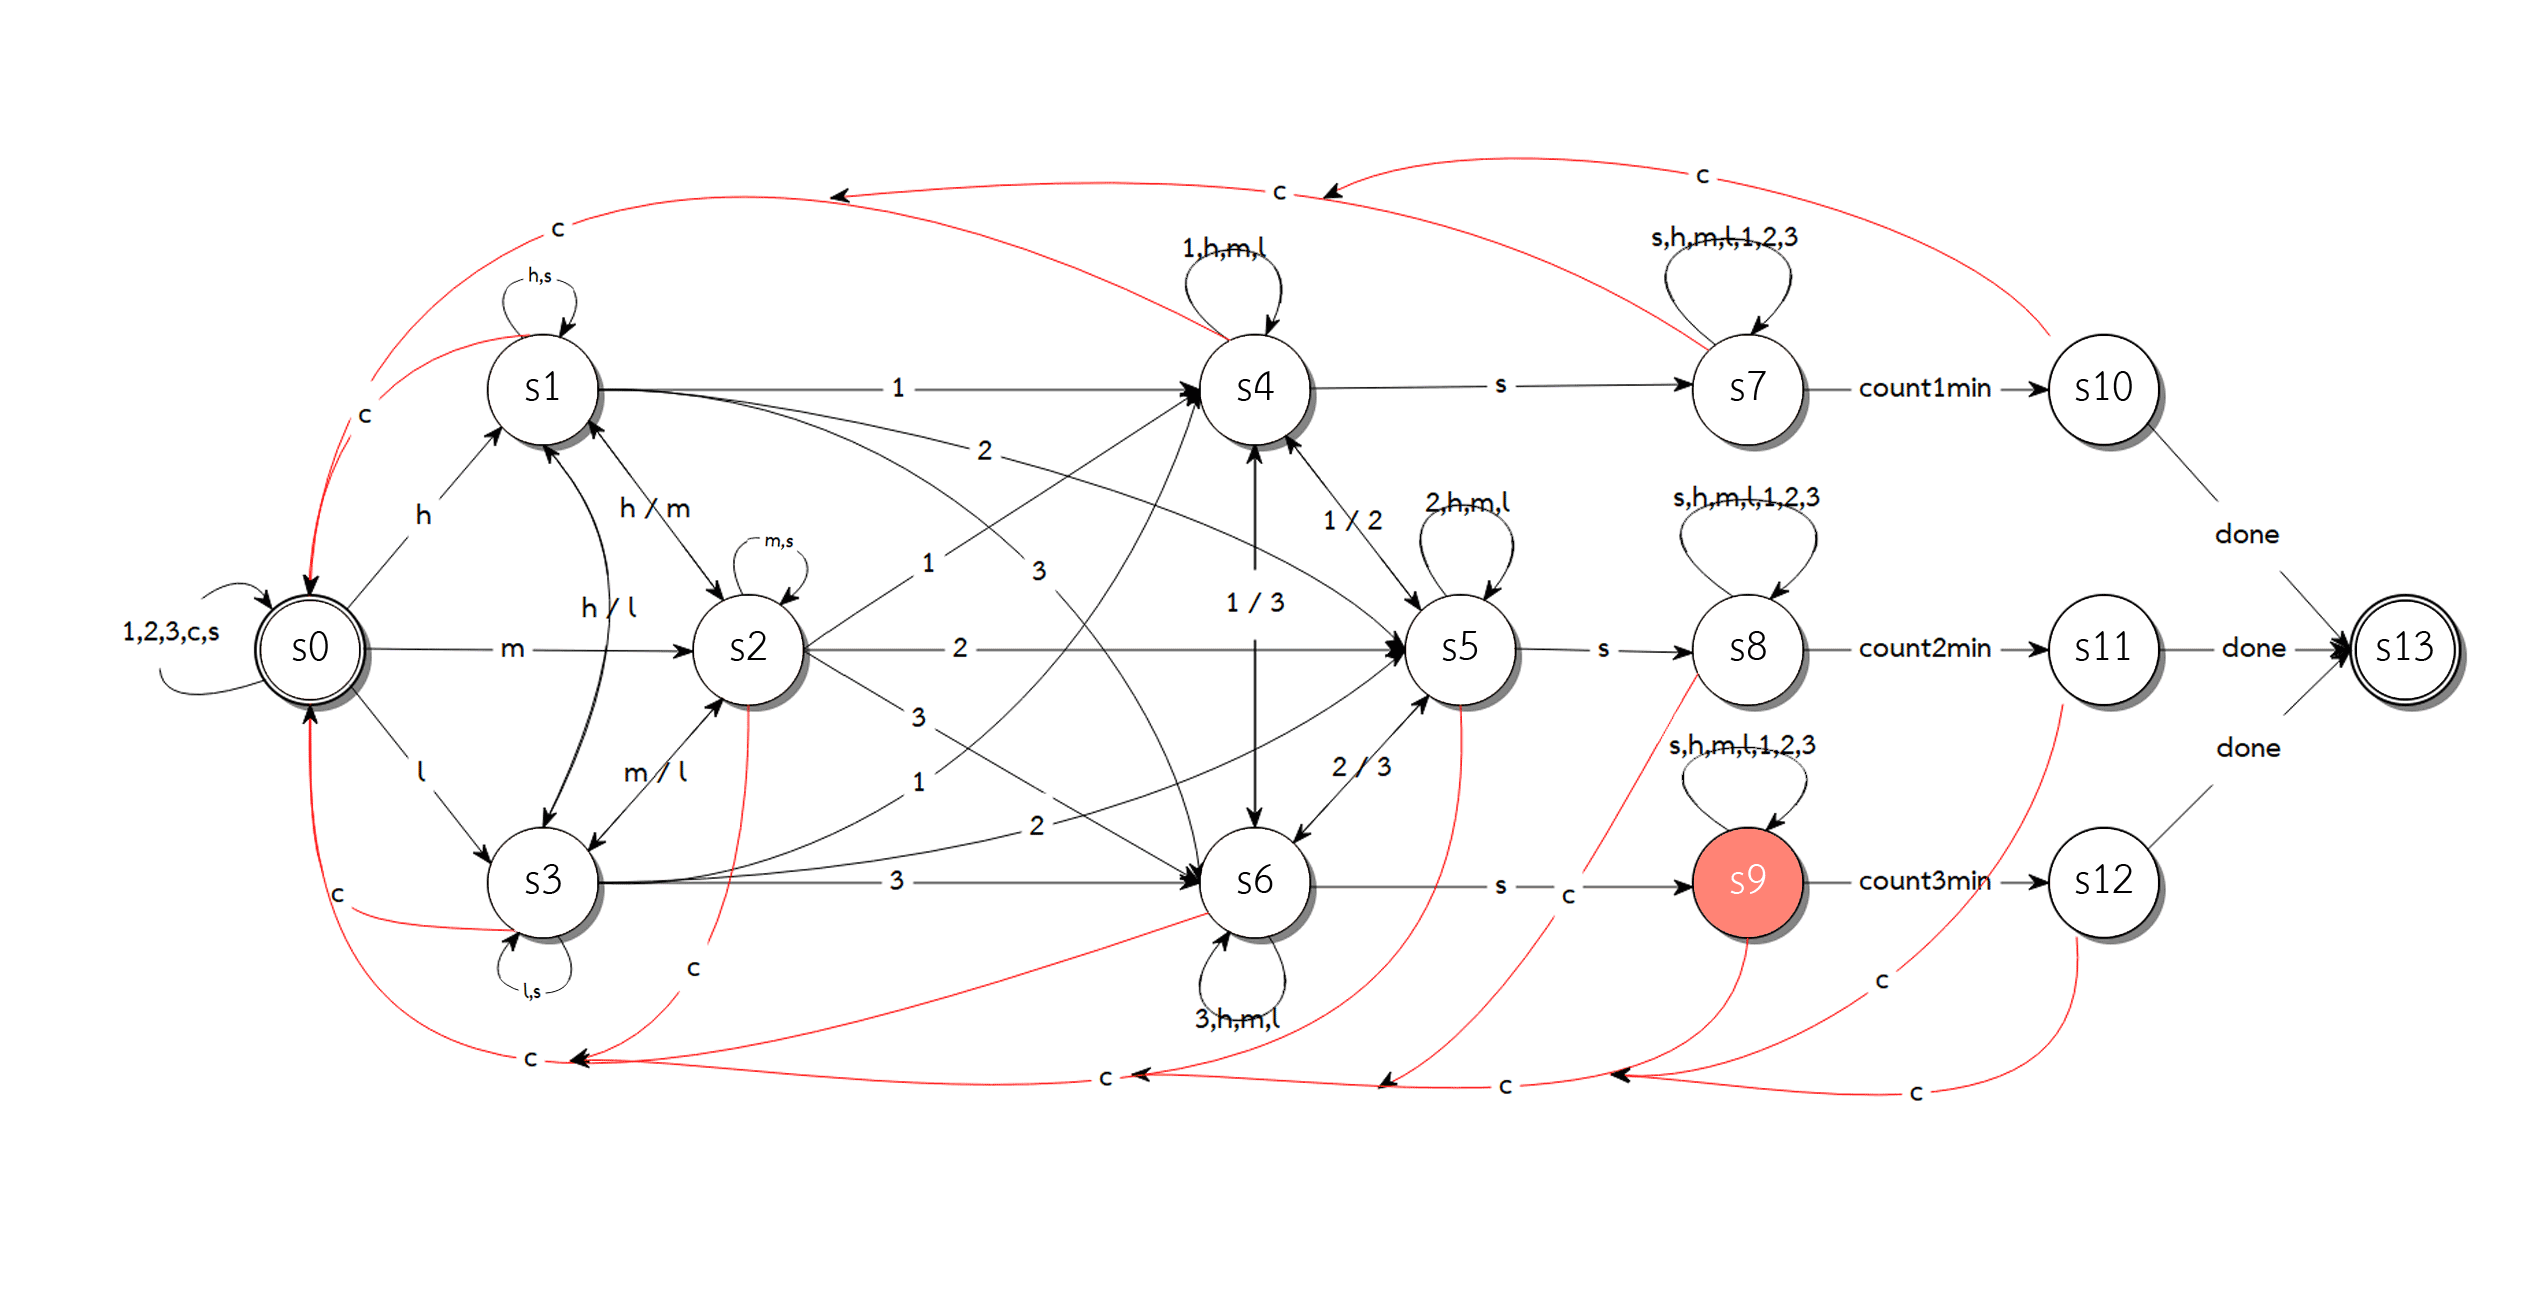 c
c
c
h,s
1,h,m,l
s,h,m,l,1,2,3
s1
1
s4
s
s7
count1min
s10
c
2
h
h / m
1 / 2
2,h,m,l
s,h,m,l,1,2,3
done
m,s
1
3
1 / 3
h / l
1,2,3,c,s
s0
m
s2
2
s5
s
s8
count2min
s11
done
s13
3
l
m / l
1
2 / 3
s,h,m,l,1,2,3
done
2
s3
3
s6
s
c
s9
count3min
s12
c
c
c
l,s
3,h,m,l
c
c
c
c